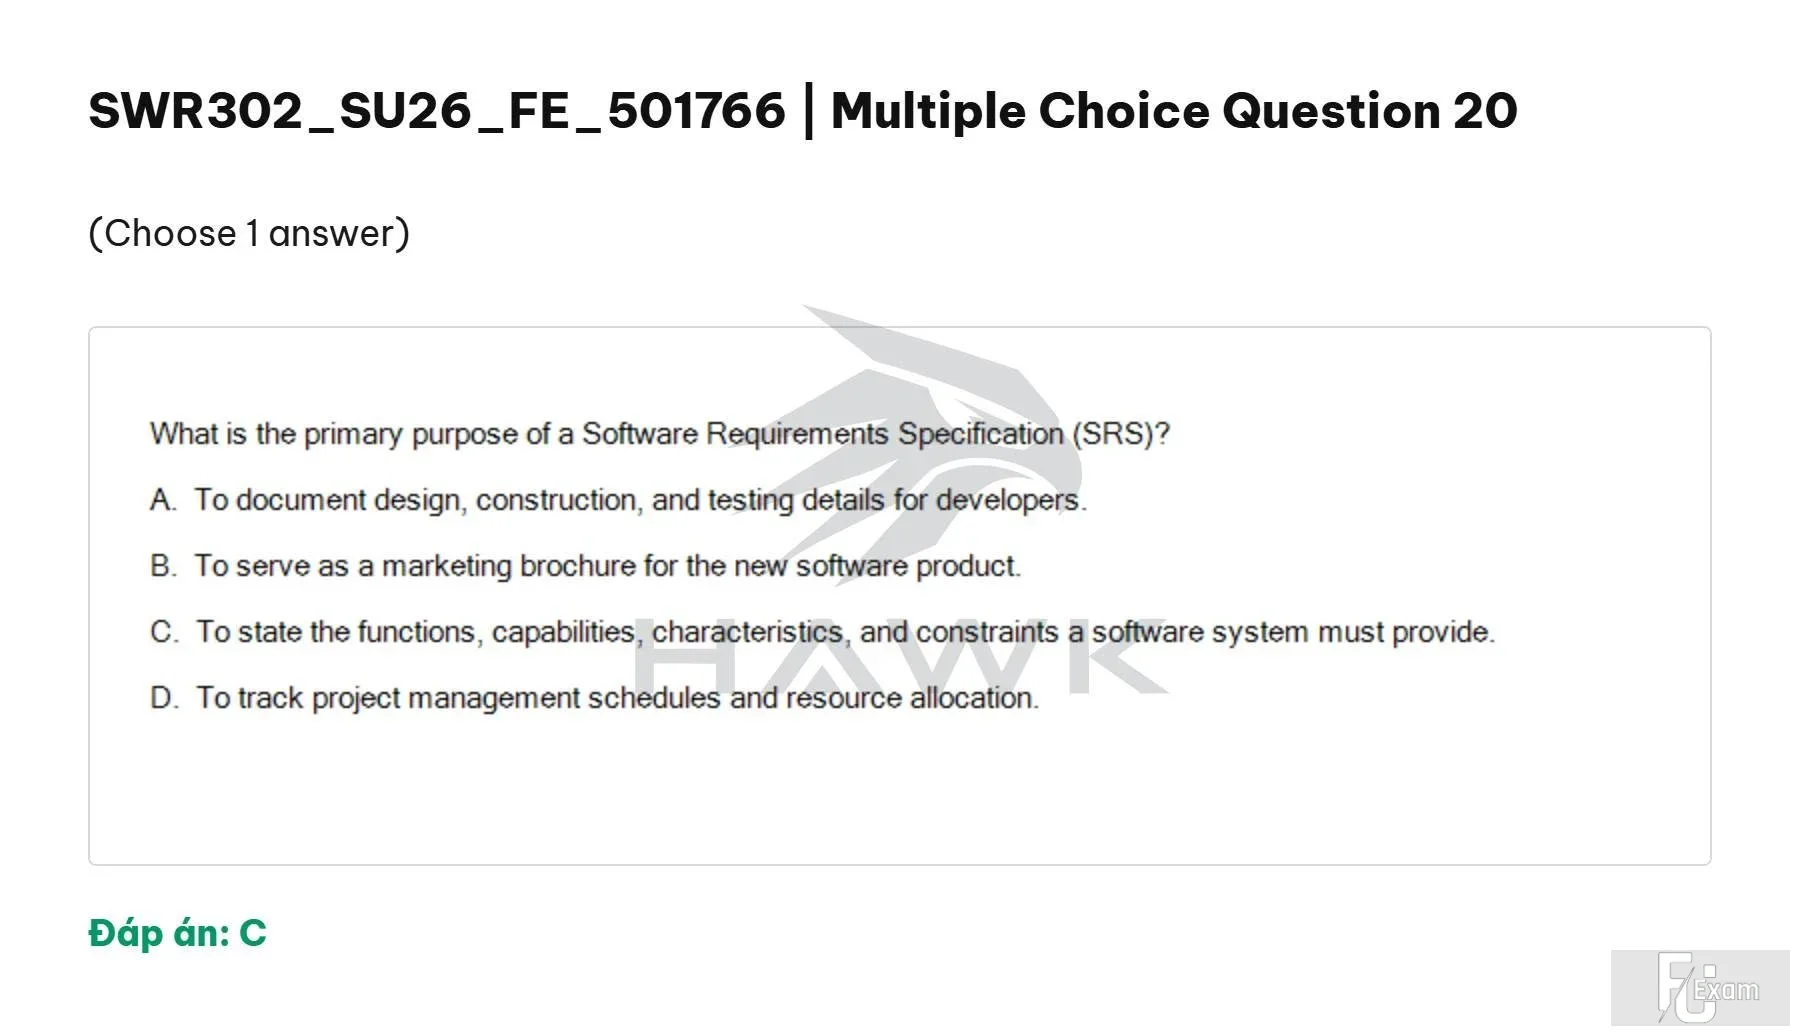 SWR302_SU26_FE_501766 | Multiple Choice Question 20
(Choose 1 answer)
What is the primary purpose of a Software Requirements Specification (SRS)?
A. To document design, construction, and testing details for developers.
B. To serve as a marketing brochure for the new software product.
C. To state the functions, capabilities, characteristics, and constraints a software system must provide.
D. To track project management schedules and resource allocation.
HAWK
Đáp án: C
FU Exam